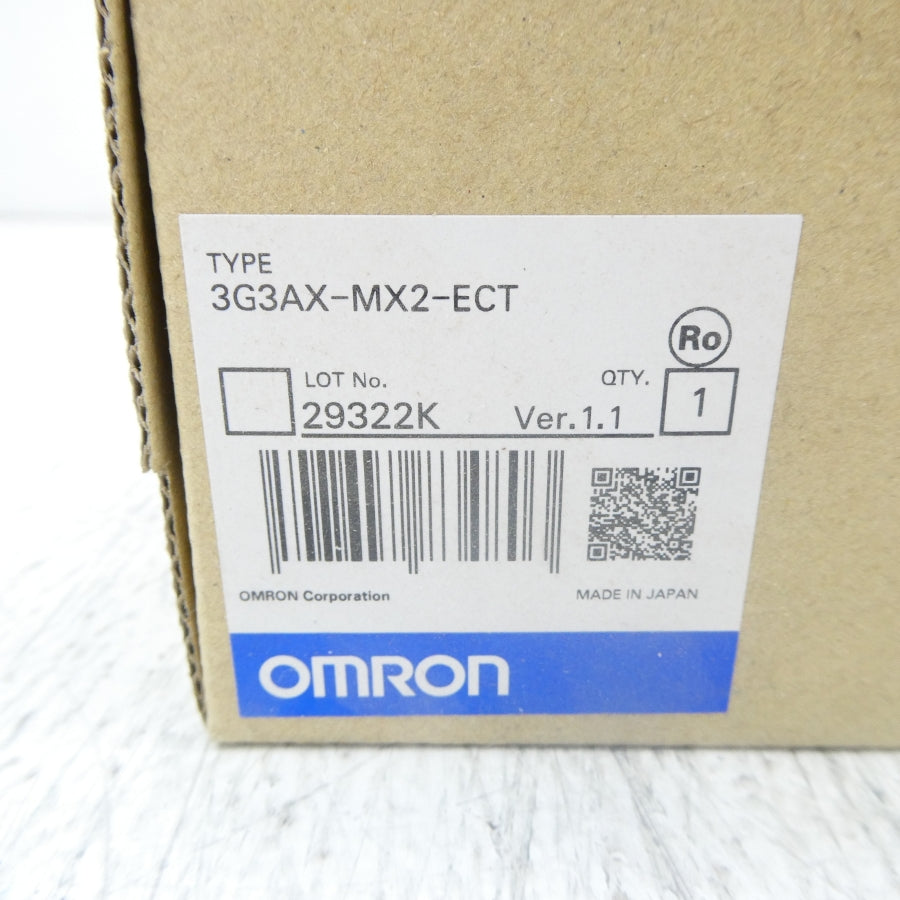 TYPE
3G3AX-MX2-ECT
Ro
LOT No.
QTY.
29322K
Ver.1.1
1
OMRON Corporation
MADE IN JAPAN
OMRON